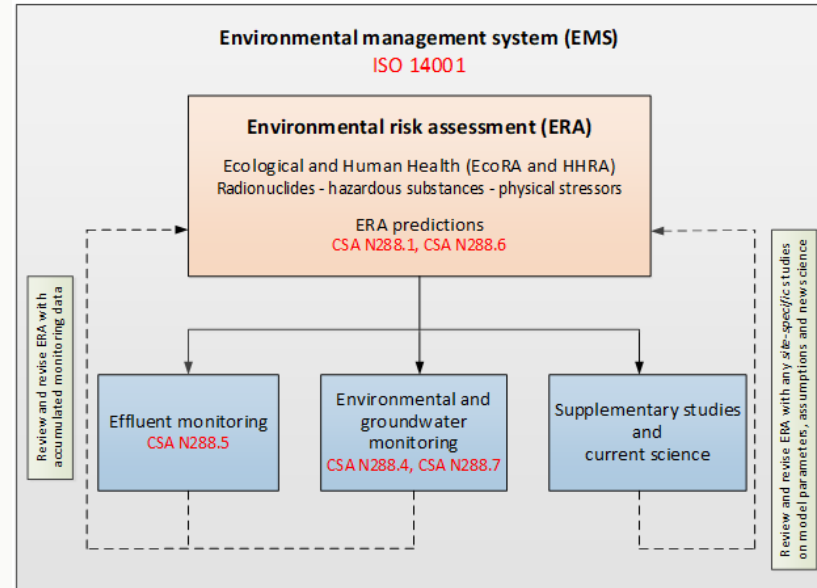 Environmental management system (EMS)
ISO 14001
Environmental risk assessment (ERA)
Ecological and Human Health (EcoRA and HHRA)
Radionuclides - hazardous substances - physical stressors
ERA predictions
CSA N288.1, CSA N288.6
Review and revise ERA with
accumulated monitoring data
Effluent monitoring
CSA N288.5
Environmental and
groundwater
monitoring
CSA N288.4, CSA N288.7
Supplementary studies
and
current science
Review and revise ERA with any site-specific studies
on model parameters, assumptions and new science